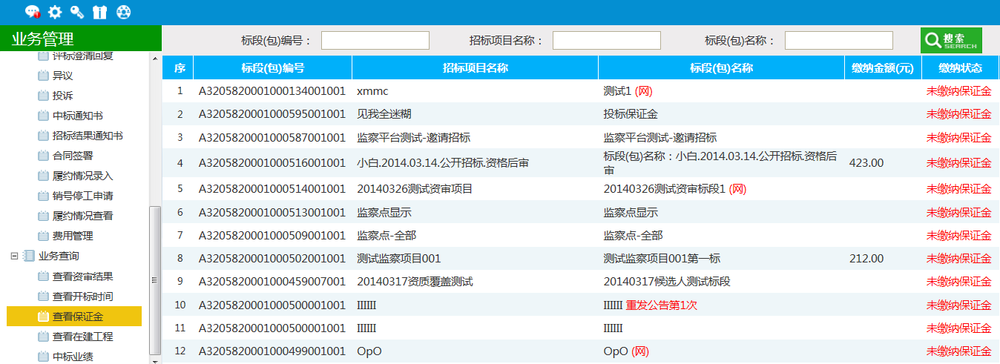 业务管理
评标澄清回复
异议
投诉
中标通知书
招标结果通知书
合同签署
履约情况录入
销号停工申请
履约情况查看
费用管理
业务查询
查看资审结果
查看开标时间
查看保证金
查看在建工程
中标业绩
标段(包)编号： 招标项目名称： 标段(包)名称： 搜索 SEARCH
序 标段(包)编号 招标项目名称 标段(包)名称 缴纳金额(元) 缴纳状态
1 A3205820001000134001001 xmmc 测试1 (网) 未缴纳保证金
2 A3205820001000595001001 见我全迷糊 投标保证金 未缴纳保证金
3 A3205820001000587001001 监察平台测试-邀请招标 监察平台测试-邀请招标 未缴纳保证金
4 A3205820001000516001001 小白.2014.03.14.公开招标.资格后审 标段(包)名称：小白.2014.03.14.公开招标.资格后 423.00 未缴纳保证金
审
5 A3205820001000514001001 20140326测试资审项目 20140326测试资审标段1 (网) 未缴纳保证金
6 A3205820001000513001001 监察点显示 监察点显示 未缴纳保证金
7 A3205820001000509001001 监察点-全部 监察点-全部 未缴纳保证金
8 A3205820001000502001001 测试监察项目001 测试监察项目001第一标 212.00 未缴纳保证金
9 A3205820001000459007001 20140317资质覆盖测试 20140317候选人测试标段 未缴纳保证金
10 A3205820001000500001001 IIIIII IIIIII 重发公告第1次 未缴纳保证金
11 A3205820001000500001001 IIIIII IIIIII 未缴纳保证金
12 A3205820001000499001001 OpO OpO (网) 未缴纳保证金